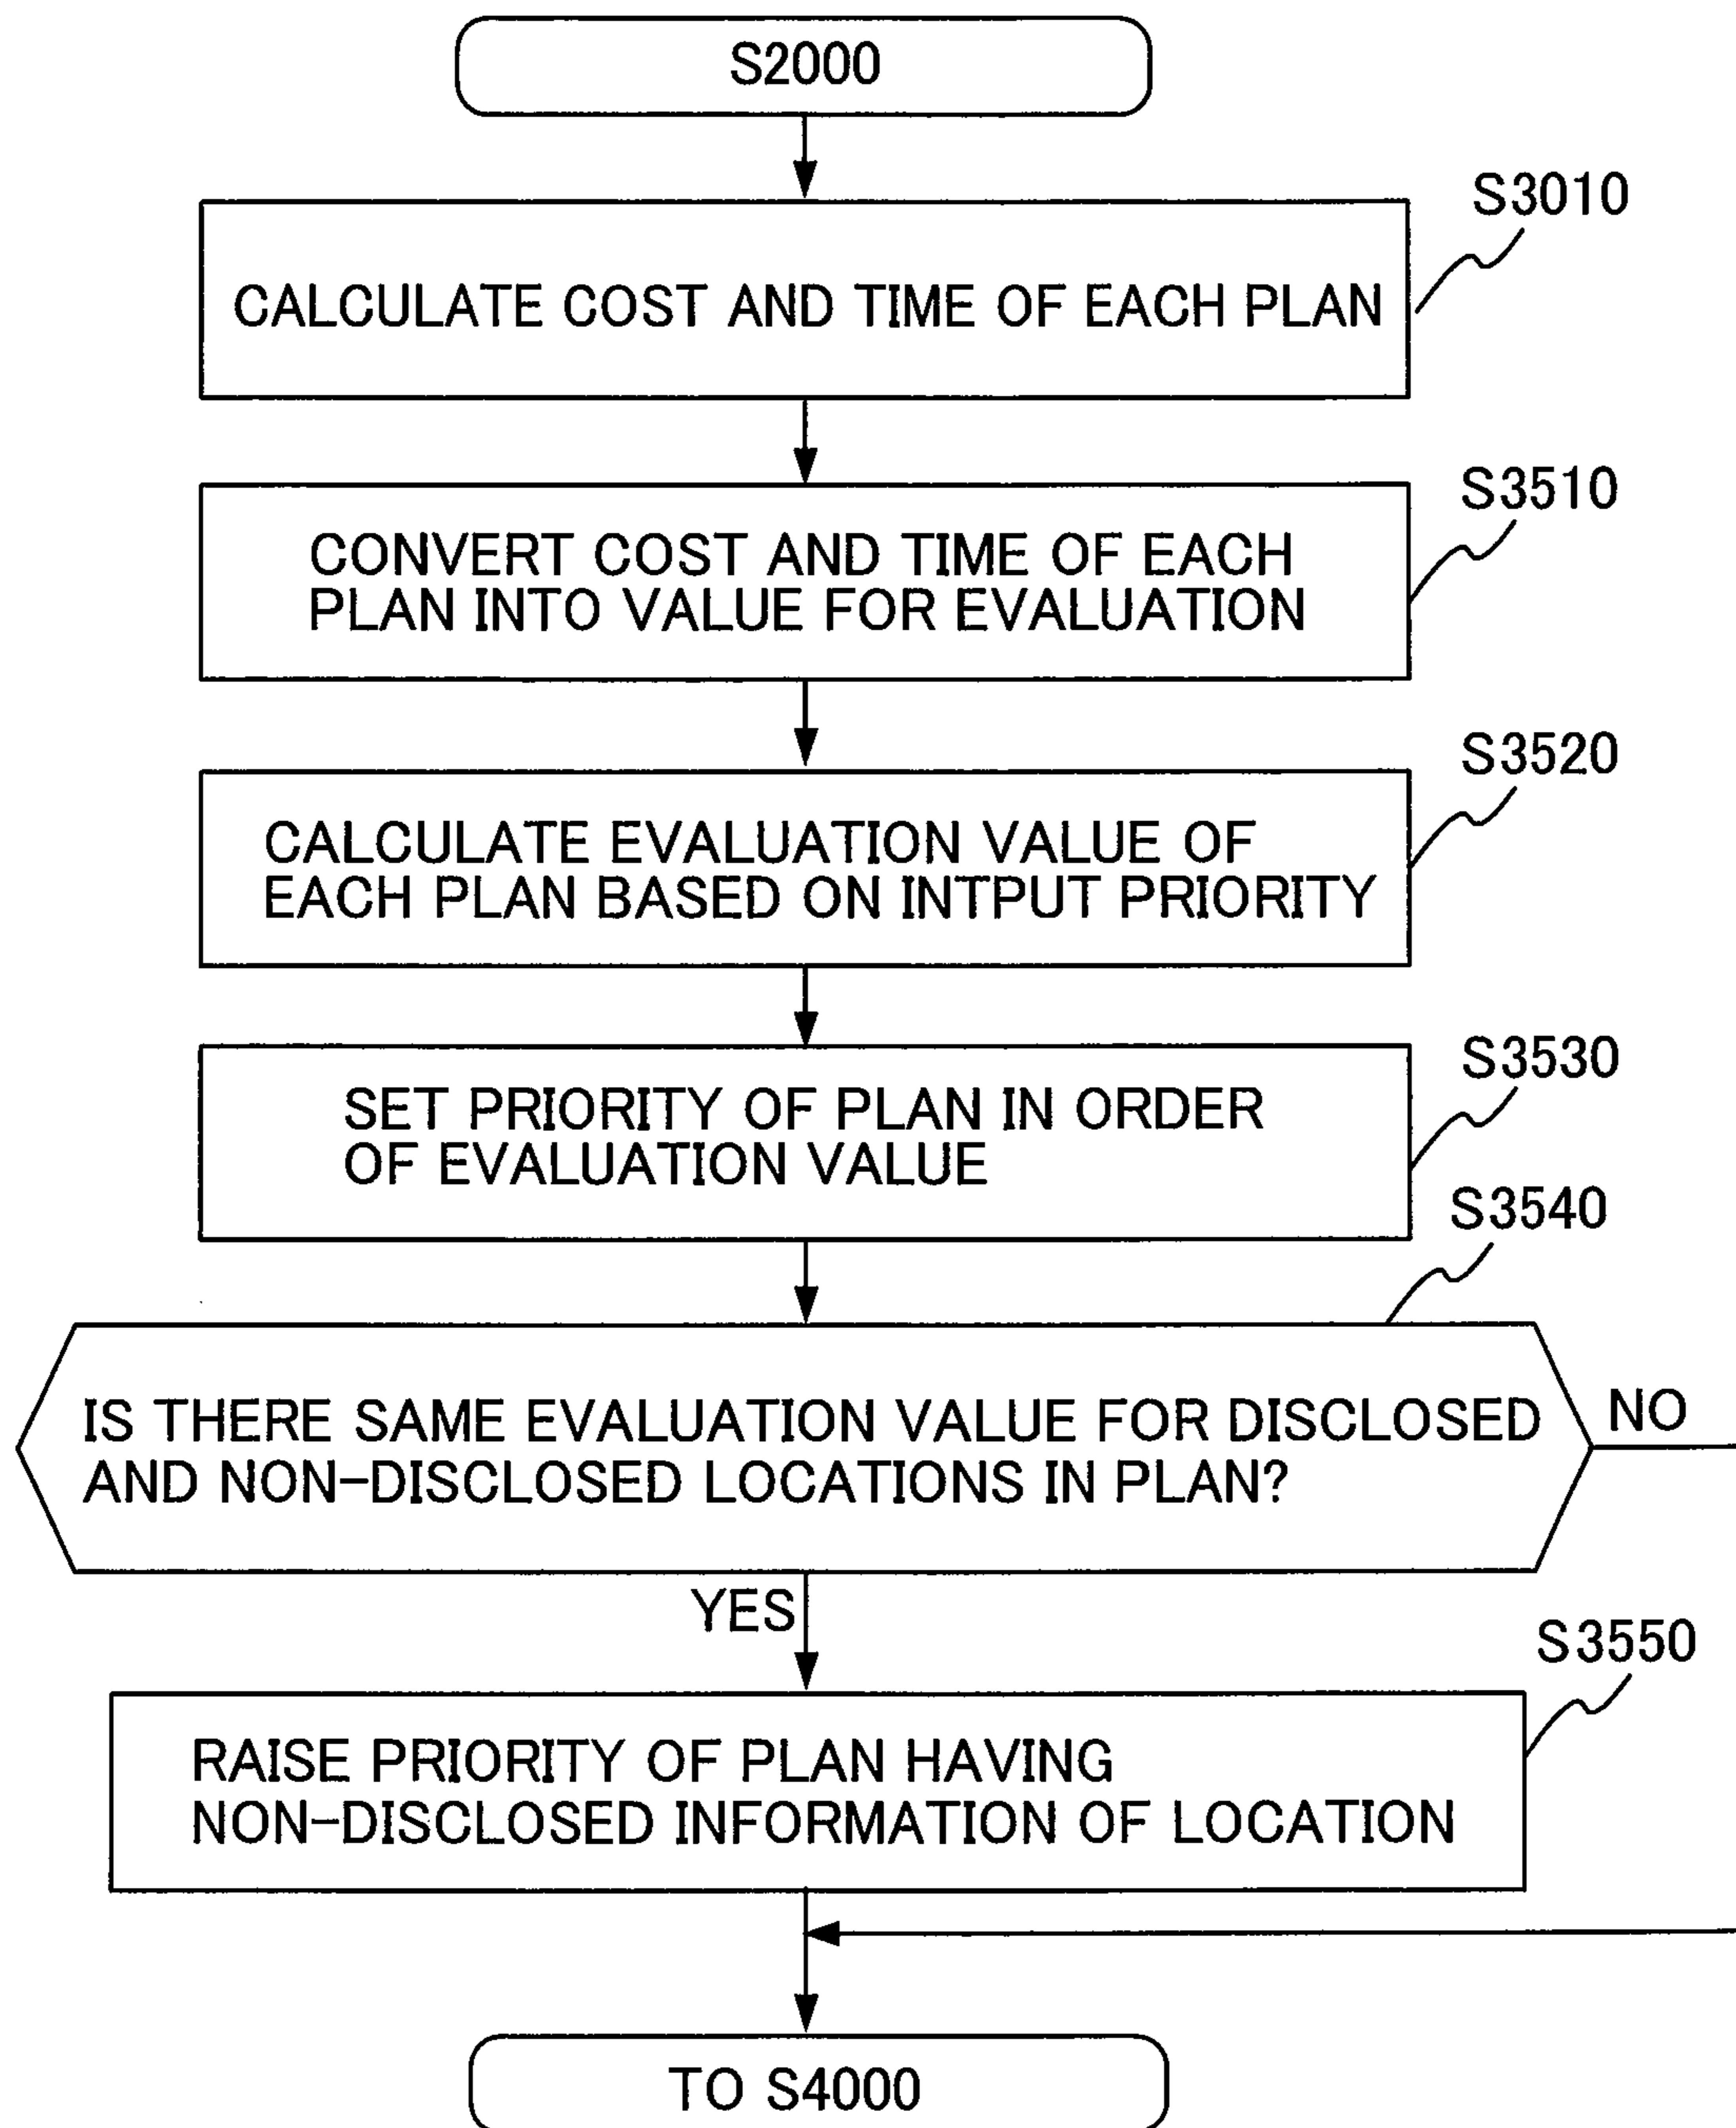 S2000
S3010
CALCULATE COST AND TIME OF EACH PLAN
S3510
CONVERT COST AND TIME OF EACH
PLAN INTO VALUE FOR EVALUATION
S3520
CALCULATE EVALUATION VALUE OF
EACH PLAN BASED ON INTPUT PRIORITY
S3530
SET PRIORITY OF PLAN IN ORDER
OF EVALUATION VALUE
S3540
IS THERE SAME EVALUATION VALUE FOR DISCLOSED
AND NON-DISCLOSED LOCATIONS IN PLAN?
NO
YES
S3550
RAISE PRIORITY OF PLAN HAVING
NON-DISCLOSED INFORMATION OF LOCATION
TO S4000